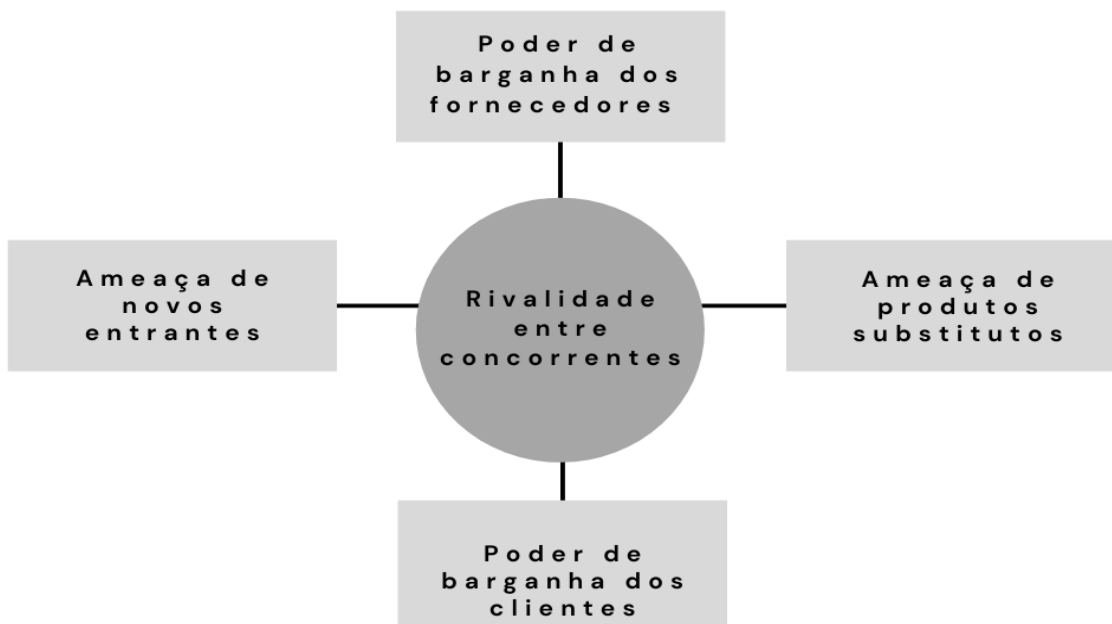 Poder de
barganha dos
fornecedores
Ameaça de
novos
entrantes
Rivalidade
entre
concorrentes
Ameaça de
produtos
substitutos
Poder de
barganha dos
clientes